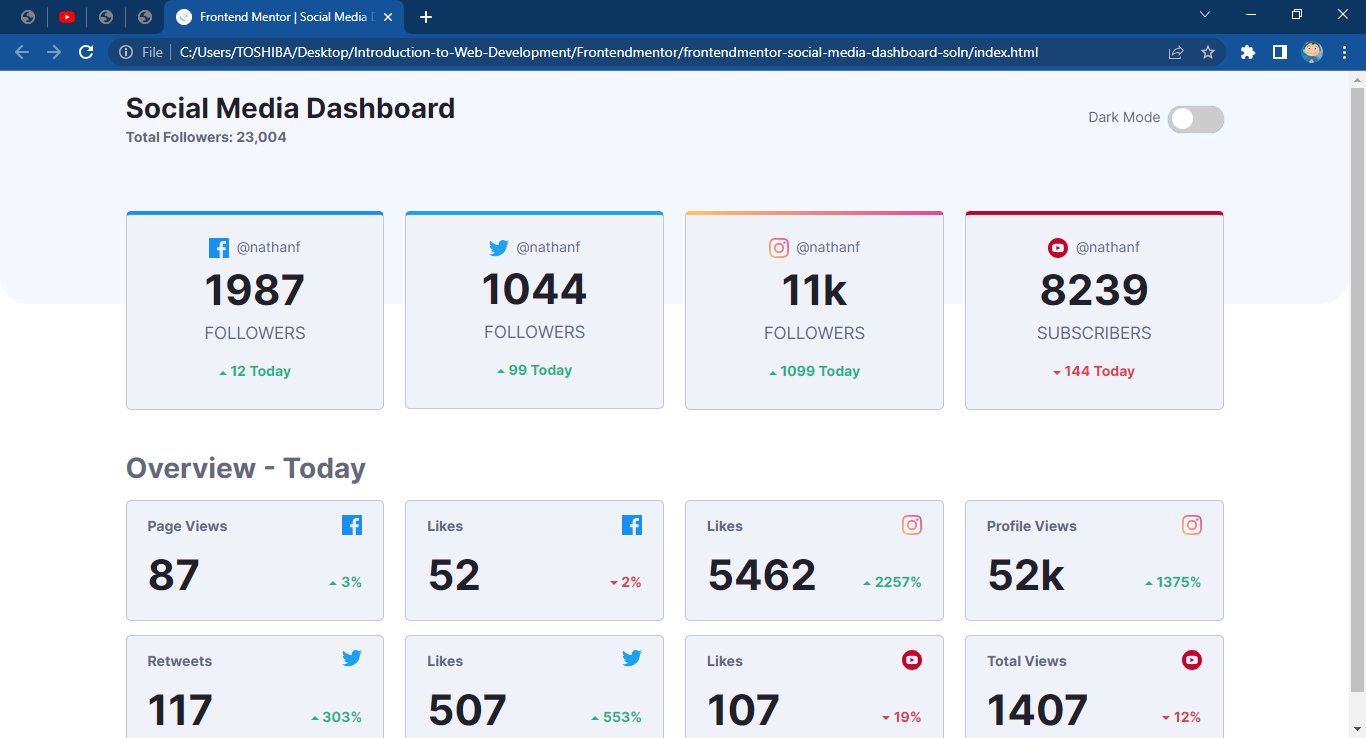 Frontend Mentor | Social Media D
File C:/Users/TOSHIBA/Desktop/Introduction-to-Web-Development/Frontendmentor/frontendmentor-social-media-dashboard-soln/index.html
Social Media Dashboard
Total Followers: 23,004
Dark Mode
@nathanf
1987
FOLLOWERS
12 Today
@nathanf
1044
FOLLOWERS
99 Today
@nathanf
11k
FOLLOWERS
1099 Today
@nathanf
8239
SUBSCRIBERS
144 Today
Overview - Today
Page Views
87
3%
Likes
52
2%
Likes
5462
2257%
Profile Views
52k
1375%
Retweets
117
303%
Likes
507
553%
Likes
107
19%
Total Views
1407
12%